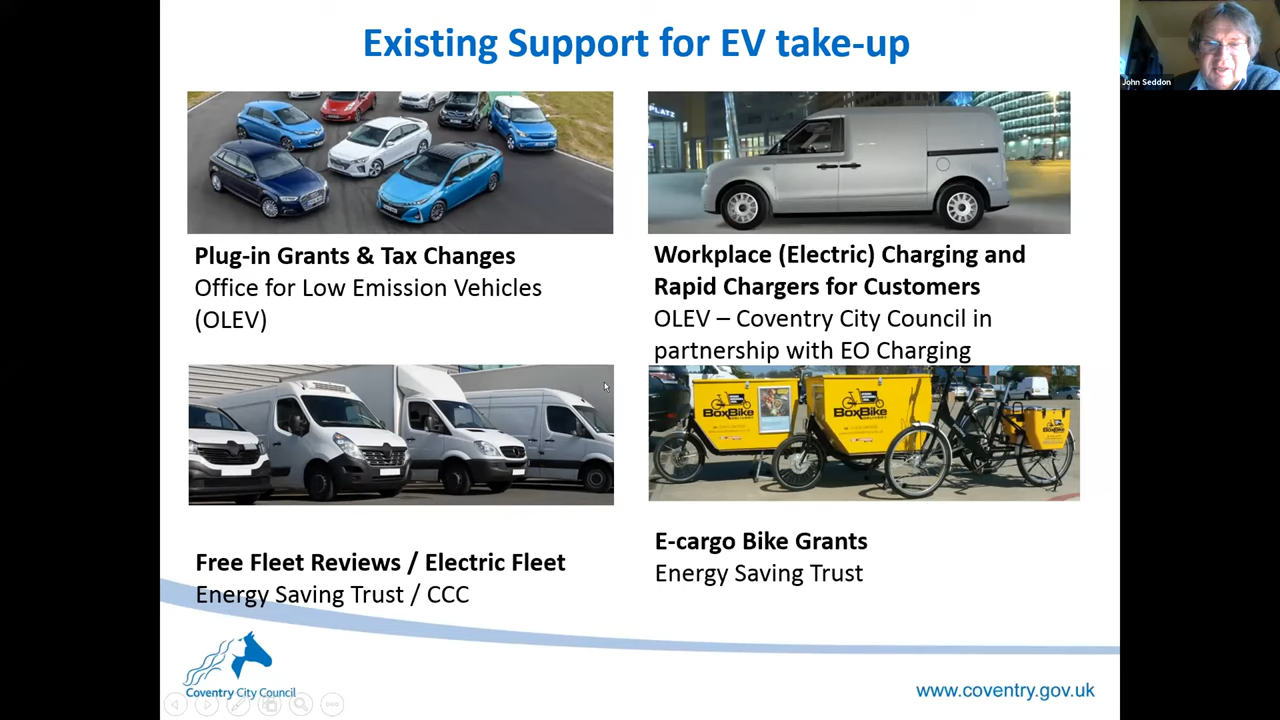 Existing Support for EV take-up
John Seddon
PLATZ
Plug-in Grants & Tax Changes
Office for Low Emission Vehicles
(OLEV)
Workplace (Electric) Charging and
Rapid Chargers for Customers
OLEV – Coventry City Council in
partnership with EO Charging
BoxBike
BoxBike
BoxBike
Free Fleet Reviews / Electric Fleet
Energy Saving Trust / CCC
E-cargo Bike Grants
Energy Saving Trust
Coventry City Council
www.coventry.gov.uk